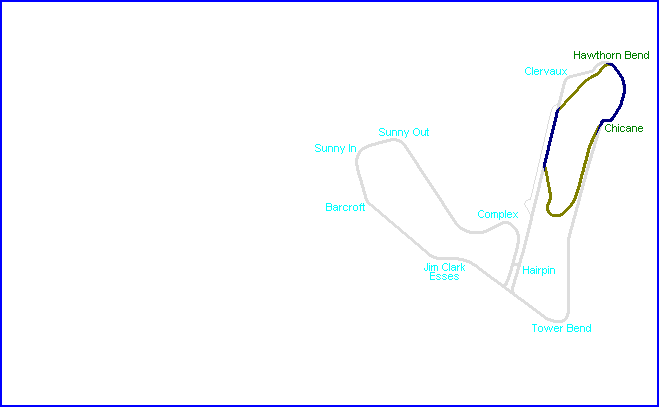 Hawthorn Bend
Clervaux
Chicane
Sunny Out
Sunny In
Barcroft
Complex
Jim Clark
Esses
Hairpin
Tower Bend